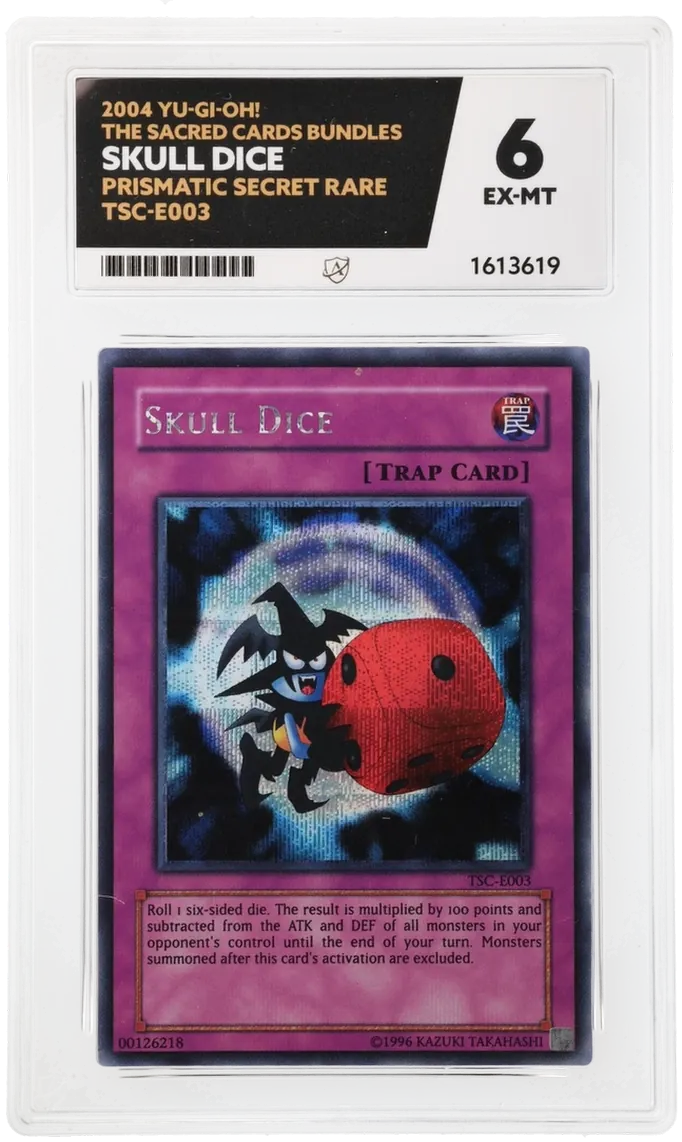 2004 YU-GI-OH!
THE SACRED CARDS BUNDLES
SKULL DICE
PRISMATIC SECRET RARE
TSC-E003
6
EX-MT
1613619
SKULL DICE
TRAP
罠
[TRAP CARD]
TSC-E003
Roll 1 six-sided die. The result is multiplied by 100 points and
subtracted from the ATK and DEF of all monsters in your
opponent's control until the end of your turn. Monsters
summoned after this card's activation are excluded.
00126218
©1996 KAZUKI TAKAHASHI